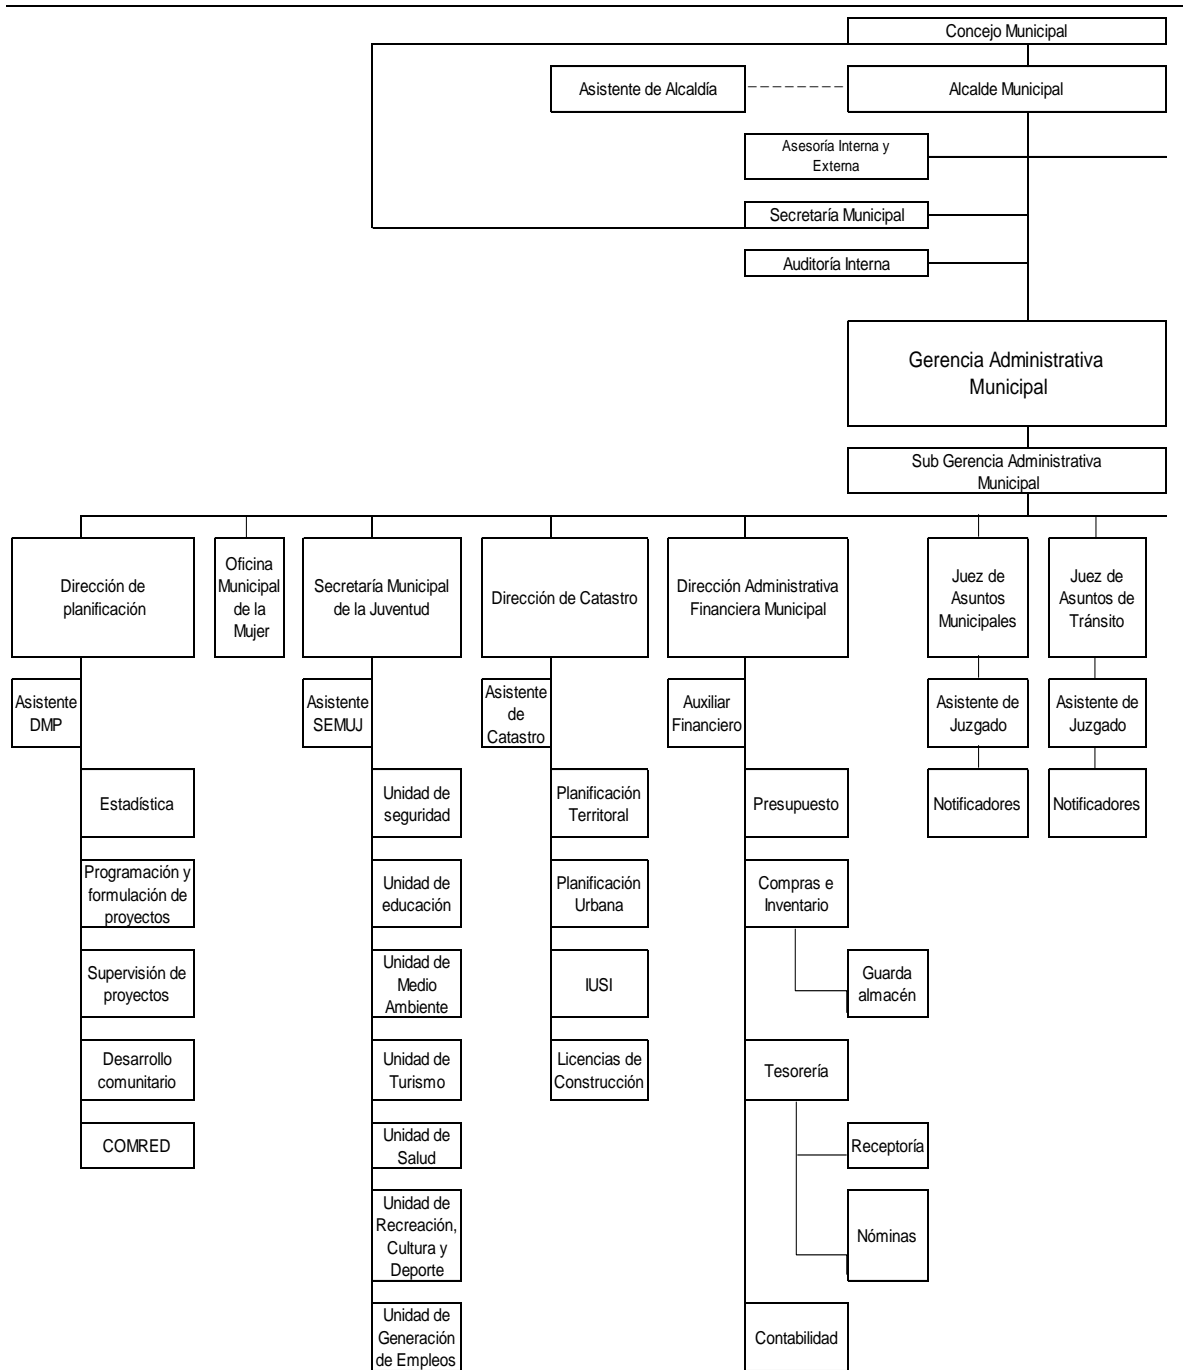 Concejo Municipal
Asistente de Alcaldía
Alcalde Municipal
Asesoría Interna y
Externa
Secretaría Municipal
Auditoría Interna
Gerencia Administrativa
Municipal
Sub Gerencia Administrativa
Municipal
Dirección de
planificación
Oficina
Municipal
de la
Mujer
Secretaría Municipal
de la Juventud
Dirección de Catastro
Dirección Administrativa
Financiera Municipal
Juez de
Asuntos
Municipales
Juez de
Asuntos de
Tránsito
Asistente
DMP
Asistente
SEMUJ
Asistente
de
Catastro
Auxiliar
Financiero
Asistente de
Juzgado
Asistente de
Juzgado
Estadística
Unidad de
seguridad
Planificación
Territoral
Presupuesto
Notificadores
Notificadores
Programación y
formulación de
proyectos
Unidad de
educación
Planificación
Urbana
Compras e
Inventario
Supervisión de
proyectos
Unidad de
Medio
Ambiente
IUSI
Guarda
almacén
Desarrollo
comunitario
Unidad de
Turismo
Licencias de
Construcción
Tesorería
COMRED
Unidad de
Salud
Receptoría
Unidad de
Recreación,
Cultura y
Deporte
Nóminas
Unidad de
Generación
de Empleos
Contabilidad